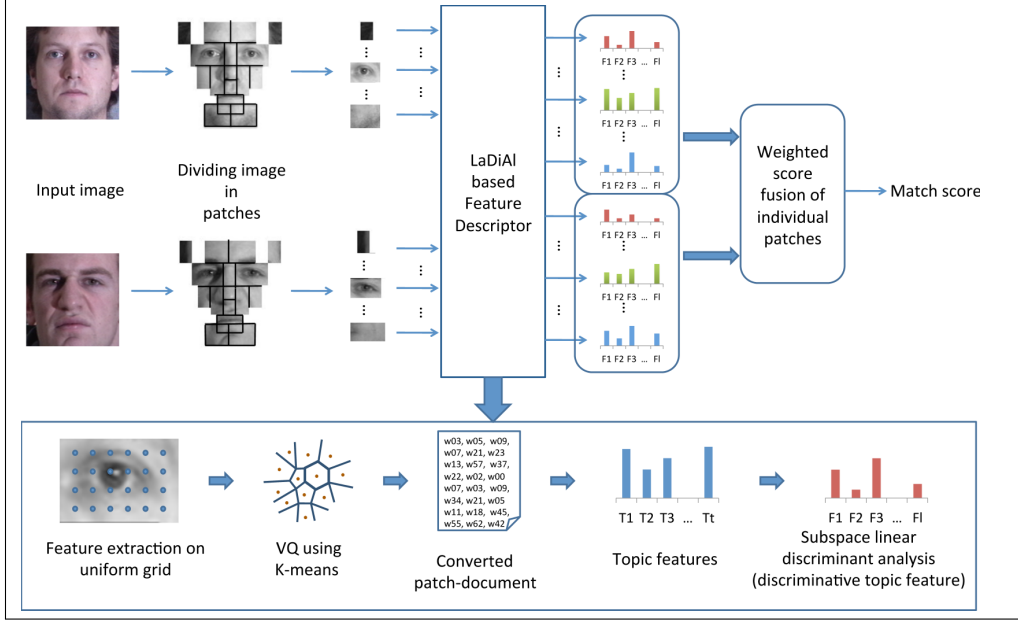 Input image
Dividing image
in
patches
LaDiAl
based
Feature
Descriptor
F1 F2 F3 ... Fl
F1 F2 F3 ... Fl
F1 F2 F3 ... Fl
F1 F2 F3 ... Fl
F1 F2 F3 ... Fl
F1 F2 F3 ... Fl
Weighted
score
fusion of
individual
patches
Match score
w03, w05, w09,
w07, w21, w23
w13, w57, w37,
w22, w02, w00
w07, w03, w09,
w34, w21, w05
w11, w18, w45,
w55, w62, w42
T1 T2 T3 ... Tt
F1 F2 F3 ... Fl
Feature extraction on
uniform grid
VQ using
K-means
Converted
patch-document
Topic features
Subspace linear
discriminant analysis
(discriminative topic feature)